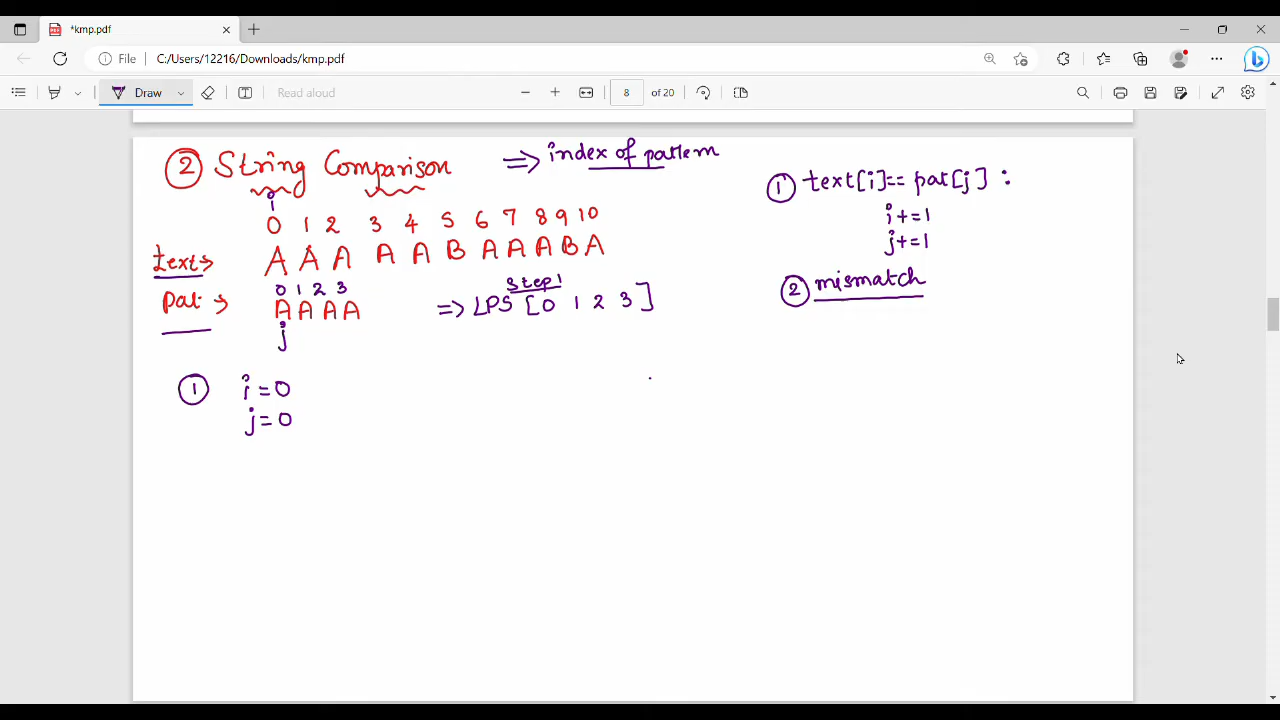 *kmp.pdf
File C:/Users/12216/Downloads/kmp.pdf
Draw Read aloud 8 of 20
② String Comparison ⇒ index of pattern
i
0 1 2 3 4 5 6 7 8 9 10
text→ A A A A A B A A A B A
0 1 2 3
Pat → A A A A
j
Step 1
⇒ LPS [0 1 2 3]
① i = 0
j = 0
① text[i]== pat[j] :
i+=1
j+=1
② mismatch